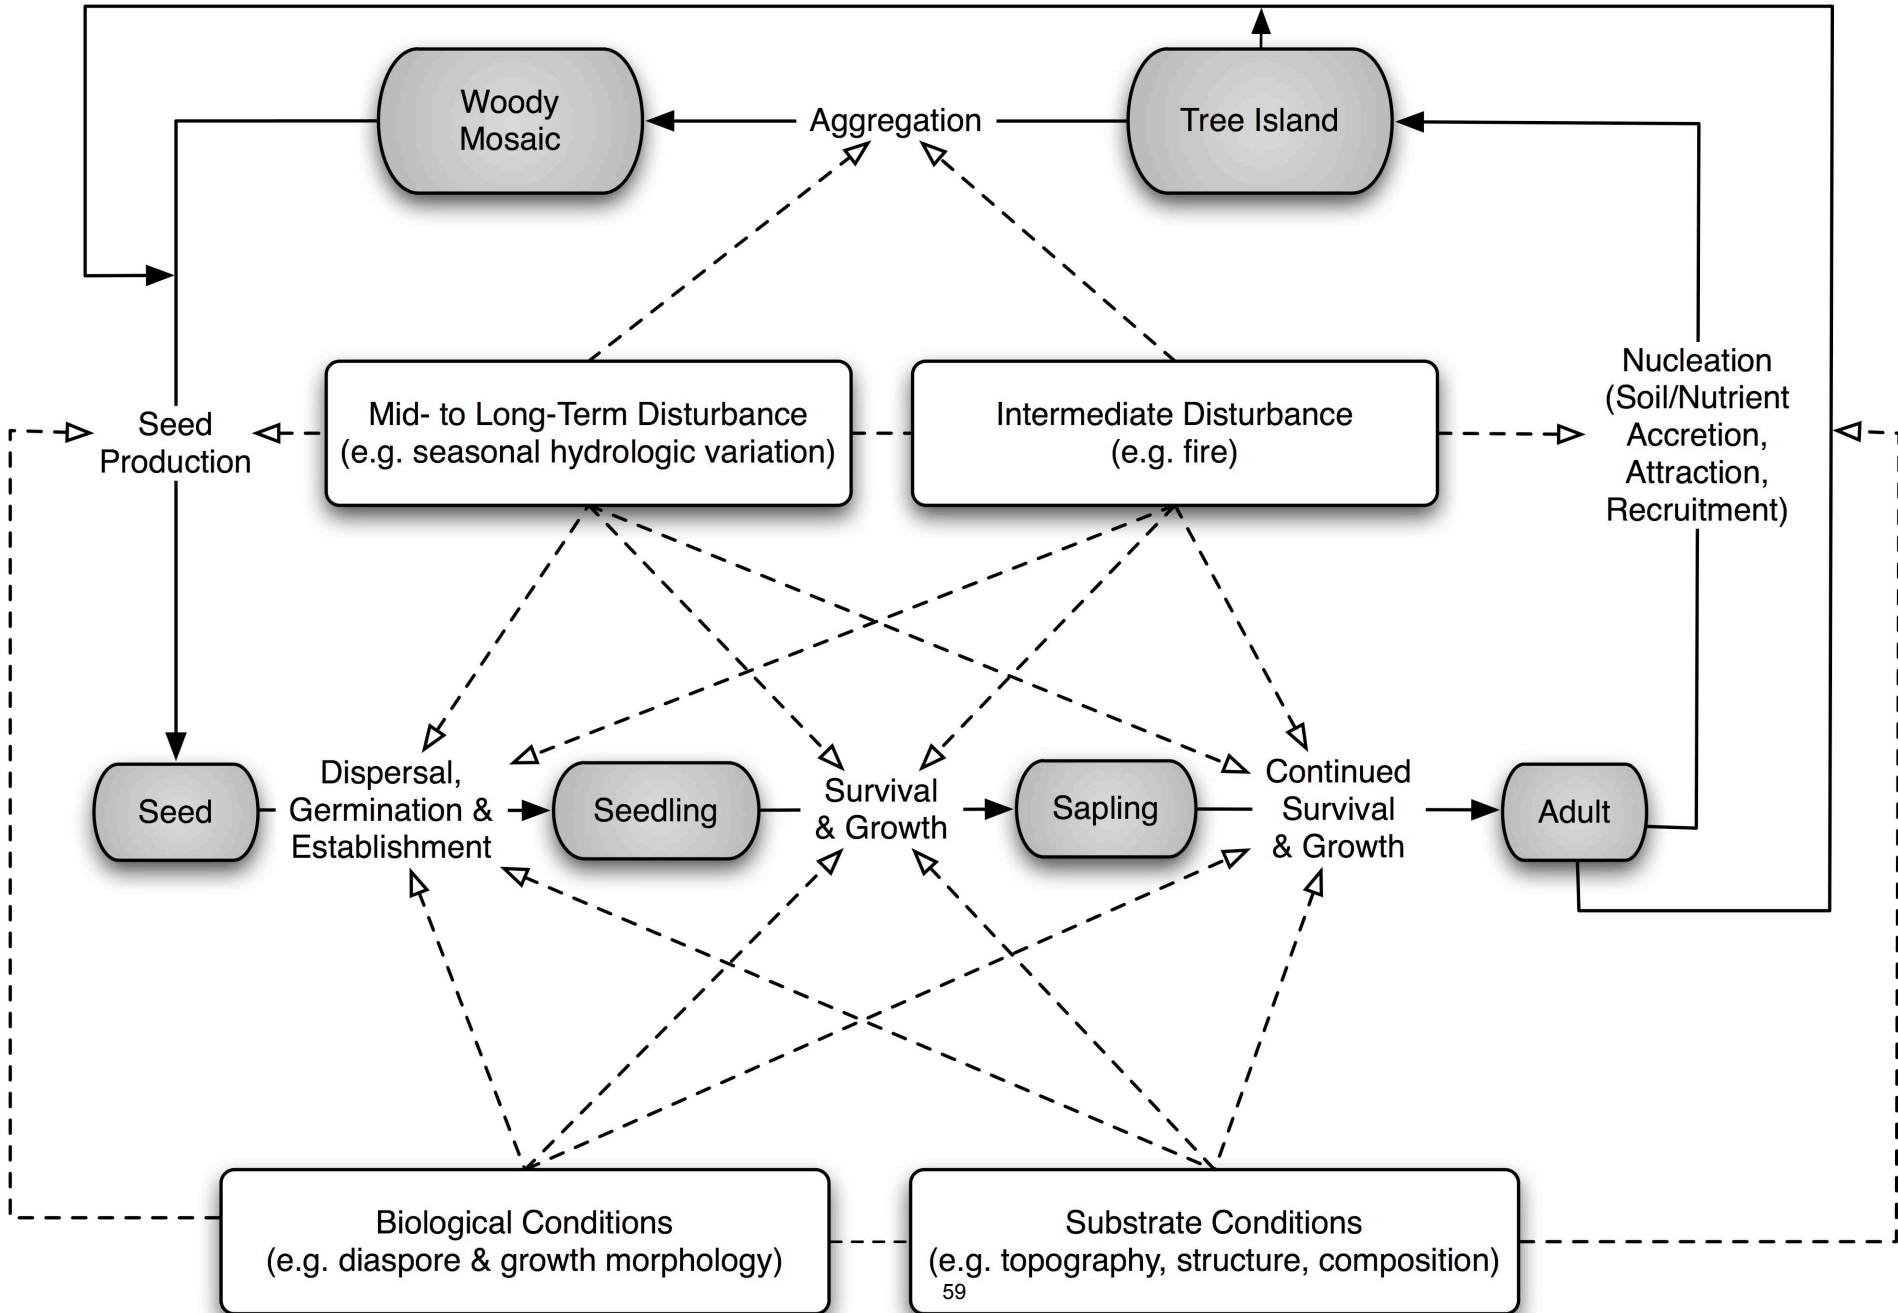 Woody
Mosaic
Aggregation
Tree Island
Seed
Production
Mid- to Long-Term Disturbance
(e.g. seasonal hydrologic variation)
Intermediate Disturbance
(e.g. fire)
Nucleation
(Soil/Nutrient
Accretion,
Attraction,
Recruitment)
Seed
Dispersal,
Germination &
Establishment
Seedling
Survival
& Growth
Sapling
Continued
Survival
& Growth
Adult
Biological Conditions
(e.g. diaspore & growth morphology)
Substrate Conditions
(e.g. topography, structure, composition)
59